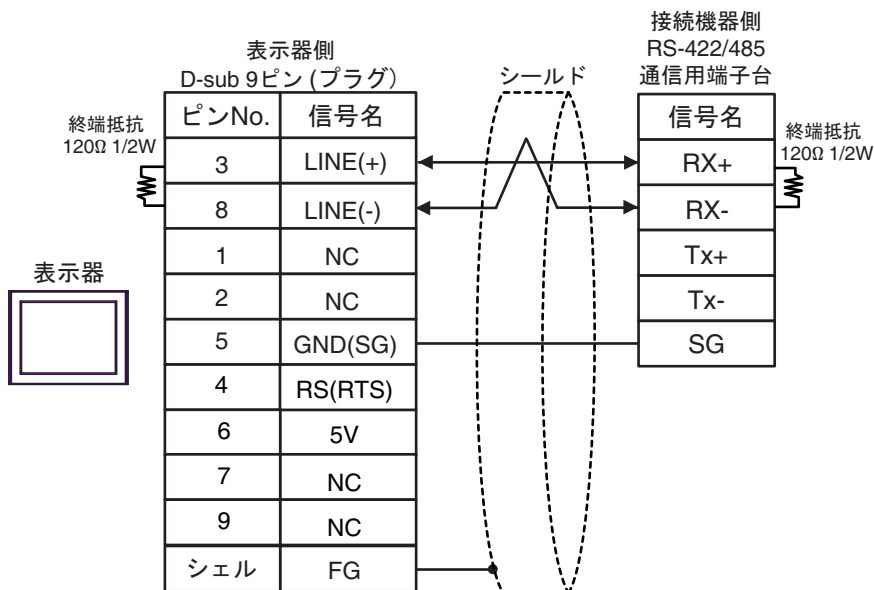 接続機器側
RS-422/485
通信用端子台
表示器側
D-sub 9ピン (プラグ)
シールド
終端抵抗
120Ω 1/2W
ピンNo. 信号名
信号名
終端抵抗
120Ω 1/2W
3 LINE(+)
RX+
8 LINE(-)
RX-
1 NC
Tx+
表示器
2 NC
Tx-
5 GND(SG)
SG
4 RS(RTS)
6 5V
7 NC
9 NC
シェル FG